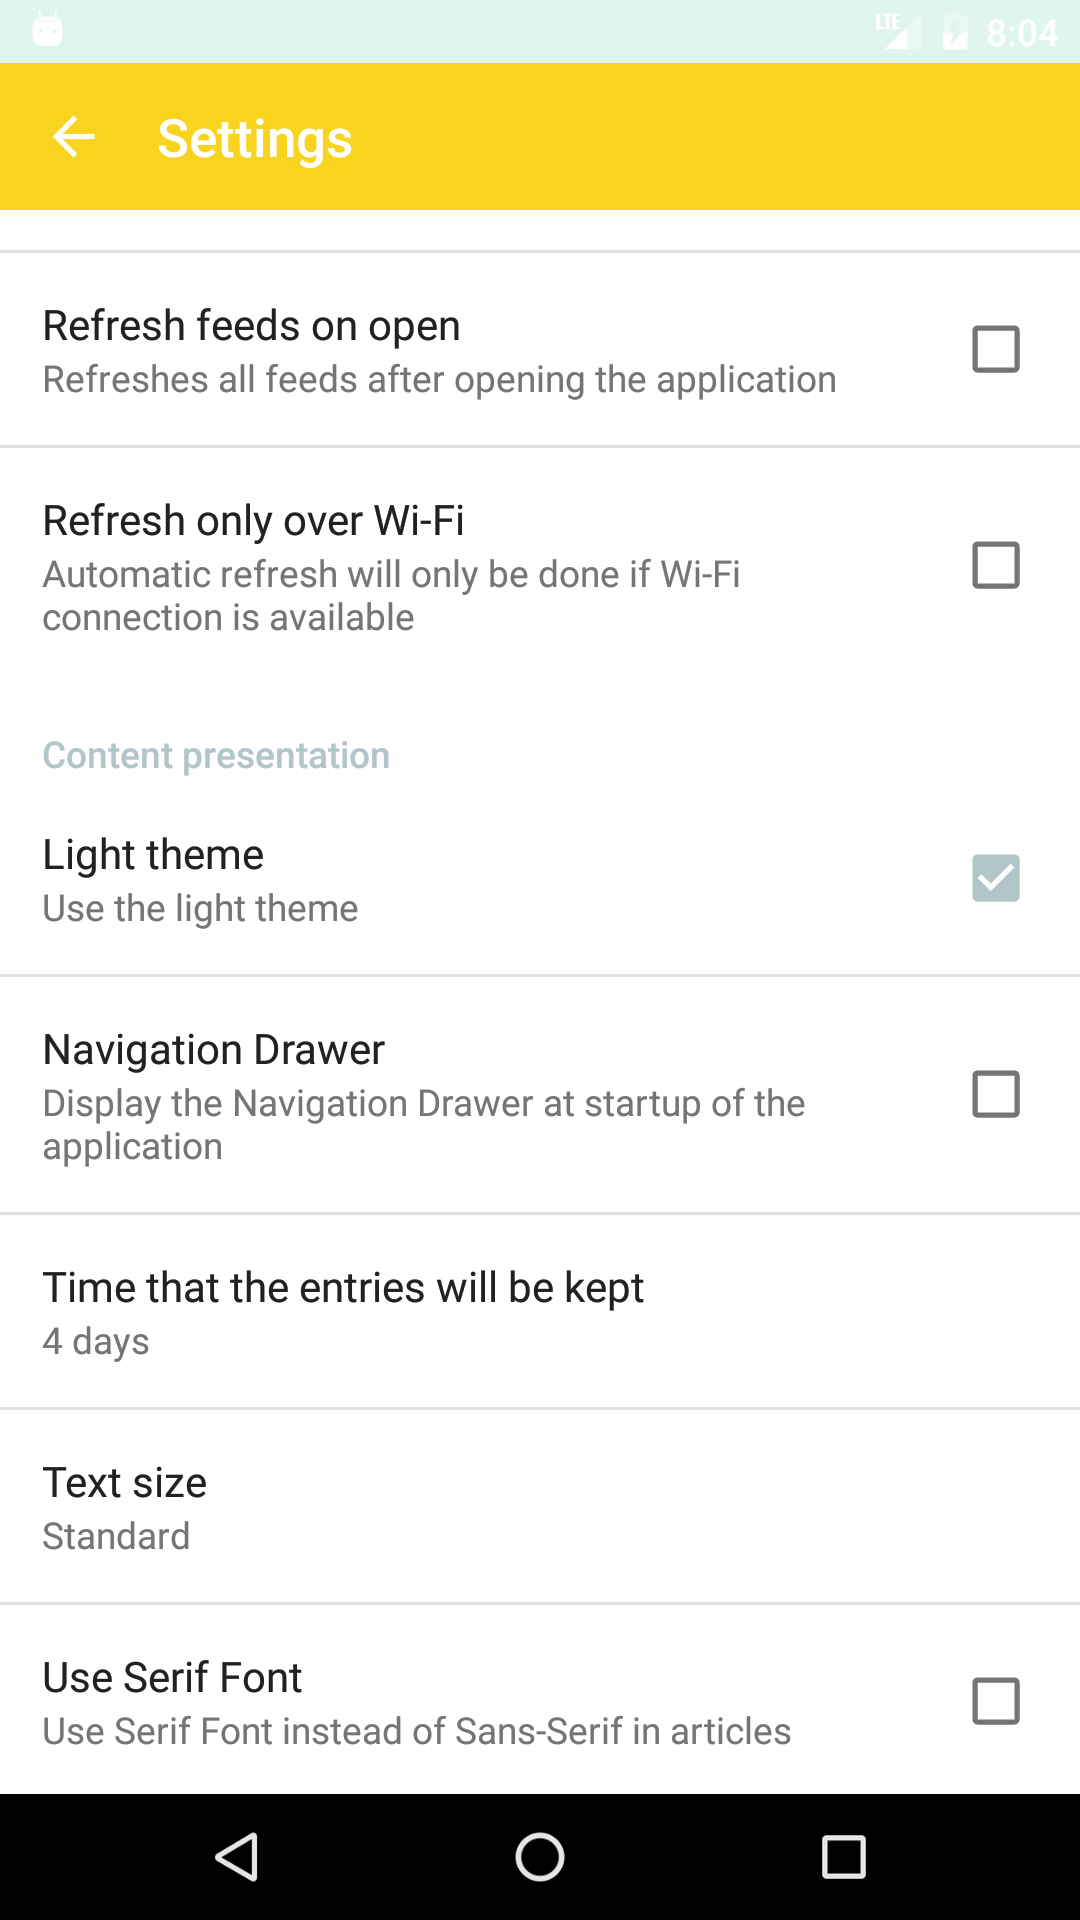 LTE 8:04
Settings
Refresh feeds on open
Refreshes all feeds after opening the application
Refresh only over Wi-Fi
Automatic refresh will only be done if Wi-Fi
connection is available
Content presentation
Light theme
Use the light theme
Navigation Drawer
Display the Navigation Drawer at startup of the
application
Time that the entries will be kept
4 days
Text size
Standard
Use Serif Font
Use Serif Font instead of Sans-Serif in articles